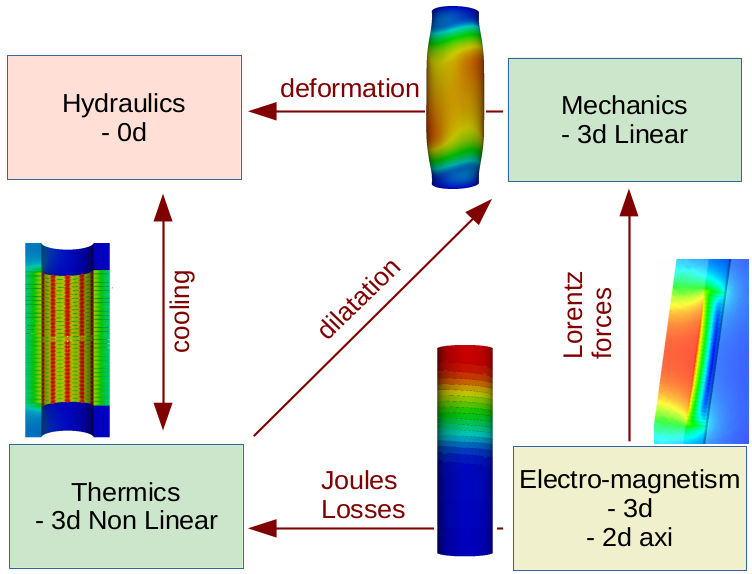 Hydraulics
- 0d
deformation
Mechanics
- 3d Linear
cooling
dilatation
Lorentz
forces
Thermics
- 3d Non Linear
Joules
Losses
Electro-magnetism
- 3d
- 2d axi